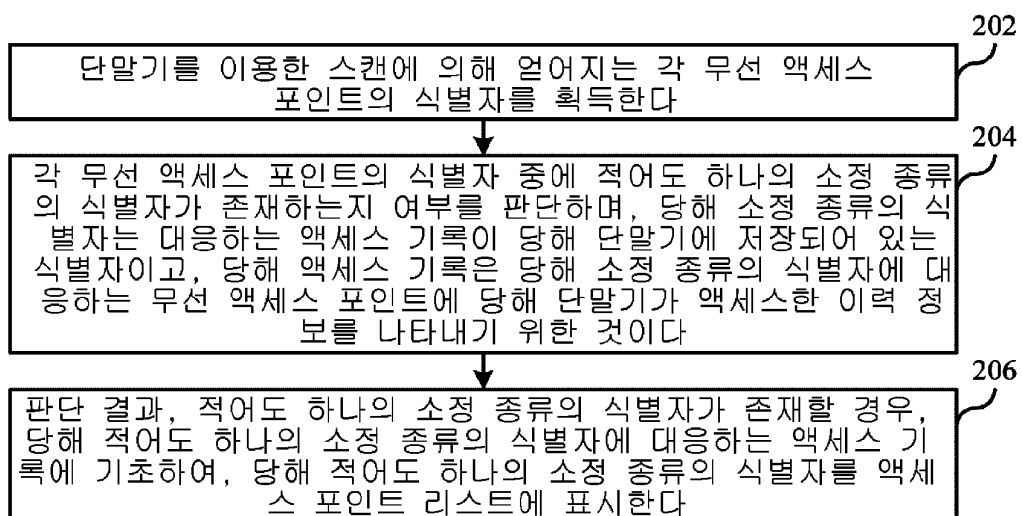 202
단말기를 이용한 스캔에 의해 얻어지는 각 무선 액세스
포인트의 식별자를 획득한다
204
각 무선 액세스 포인트의 식별자 중에 적어도 하나의 소정 종류
의 식별자가 존재하는지 여부를 판단하며, 당해 소정 종류의 식
별자는 대응하는 액세스 기록이 당해 단말기에 저장되어 있는
식별자이고, 당해 액세스 기록은 당해 소정 종류의 식별자에 대
응하는 무선 액세스 포인트에 당해 단말기가 액세스한 이력 정
보를 나타내기 위한 것이다
206
판단 결과, 적어도 하나의 소정 종류의 식별자가 존재할 경우,
당해 적어도 하나의 소정 종류의 식별자에 대응하는 액세스 기
록에 기초하여, 당해 적어도 하나의 소정 종류의 식별자를 액세
스 포인트 리스트에 표시한다